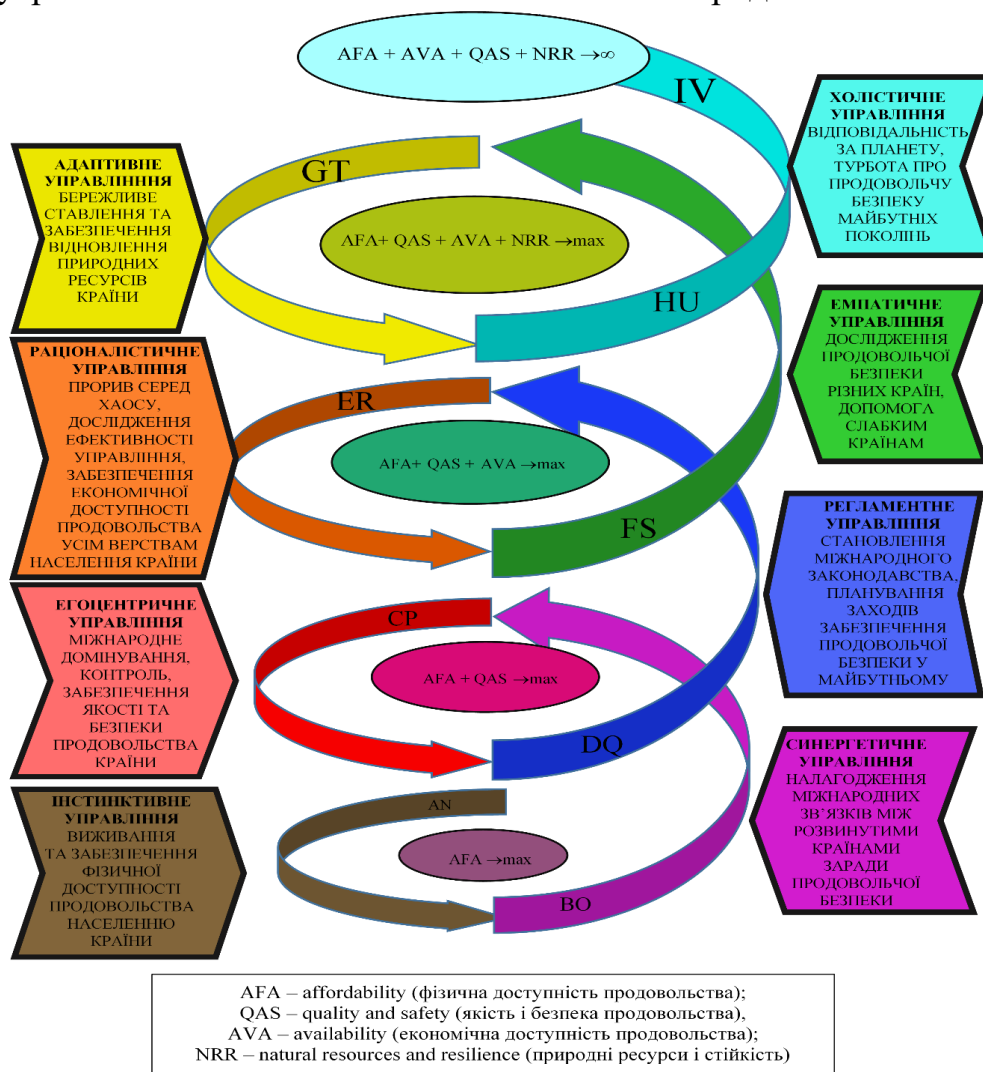 AFA + AVA + QAS + NRR →∞
IV
ХОЛІСТИЧНЕ
УПРАВЛІННЯ
ВІДПОВІДАЛЬНІСТЬ
ЗА ПЛАНЕТУ,
ТУРБОТА ПРО
ПРОДОВОЛЬЧУ
БЕЗПЕКУ
МАЙБУТНІХ
ПОКОЛІНЬ
АДАПТИВНЕ
УПРАВЛІНННЯ
БЕРЕЖЛИВЕ
СТАВЛЕННЯ ТА
ЗАБЕЗПЕЧЕННЯ
ВІДНОВЛЕННЯ
ПРИРОДНИХ
РЕСУРСІВ
КРАЇНИ
GT
AFA+ QAS + AVA + NRR →max
HU
ЕМПАТИЧНЕ
УПРАВЛІННЯ
ДОСЛІДЖЕННЯ
ПРОДОВОЛЬЧОЇ
БЕЗПЕКИ
РІЗНИХ КРАЇН,
ДОПОМОГА
СЛАБКИМ
КРАЇНАМ
РАЦІОНАЛІСТИЧНЕ
УПРАВЛІННЯ
ПРОРИВ СЕРЕД
ХАОСУ,
ДОСЛІДЖЕННЯ
ЕФЕКТИВНОСТІ
УПРАВЛІННЯ,
ЗАБЕЗПЕЧЕННЯ
ЕКОНОМІЧНОЇ
ДОСТУПНОСТІ
ПРОДОВОЛЬСТВА
УСІМ ВЕРСТВАМ
НАСЕЛЕННЯ КРАЇНИ
ER
AFA+ QAS + AVA →max
FS
РЕГЛАМЕНТНЕ
УПРАВЛІННЯ
СТАНОВЛЕННЯ
МІЖНАРОДНОГО
ЗАКОНОДАВСТВА,
ПЛАНУВАННЯ
ЗАХОДІВ
ЗАБЕЗПЕЧЕННЯ
ПРОДОВОЛЬЧОЇ
БЕЗПЕКИ У
МАЙБУТНЬОМУ
ЕГОЦЕНТРИЧНЕ
УПРАВЛІННЯ
МІЖНАРОДНЕ
ДОМІНУВАННЯ,
КОНТРОЛЬ,
ЗАБЕЗПЕЧЕННЯ
ЯКОСТІ ТА
БЕЗПЕКИ
ПРОДОВОЛЬСТВА
КРАЇНИ
CP
AFA + QAS →max
DQ
СИНЕРГЕТИЧНЕ
УПРАВЛІННЯ
НАЛАГОДЖЕННЯ
МІЖНАРОДНИХ
ЗВ`ЯЗКІВ МІЖ
РОЗВИНУТИМИ
КРАЇНАМИ
ЗАРАДИ
ПРОДОВОЛЬЧОЇ
БЕЗПЕКИ
ІНСТИНКТИВНЕ
УПРАВЛІННЯ
ВИЖИВАННЯ
ТА ЗАБЕЗПЕЧЕННЯ
ФІЗИЧНОЇ
ДОСТУПНОСТІ
ПРОДОВОЛЬСТВА
НАСЕЛЕННЮ
КРАЇНИ
AN
AFA →max
BO
AFA – affordability (фізична доступність продовольства);
QAS – quality and safety (якість і безпека продовольства),
AVA – availability (економічна доступність продовольства);
NRR – natural resources and resilience (природні ресурси і стійкість)